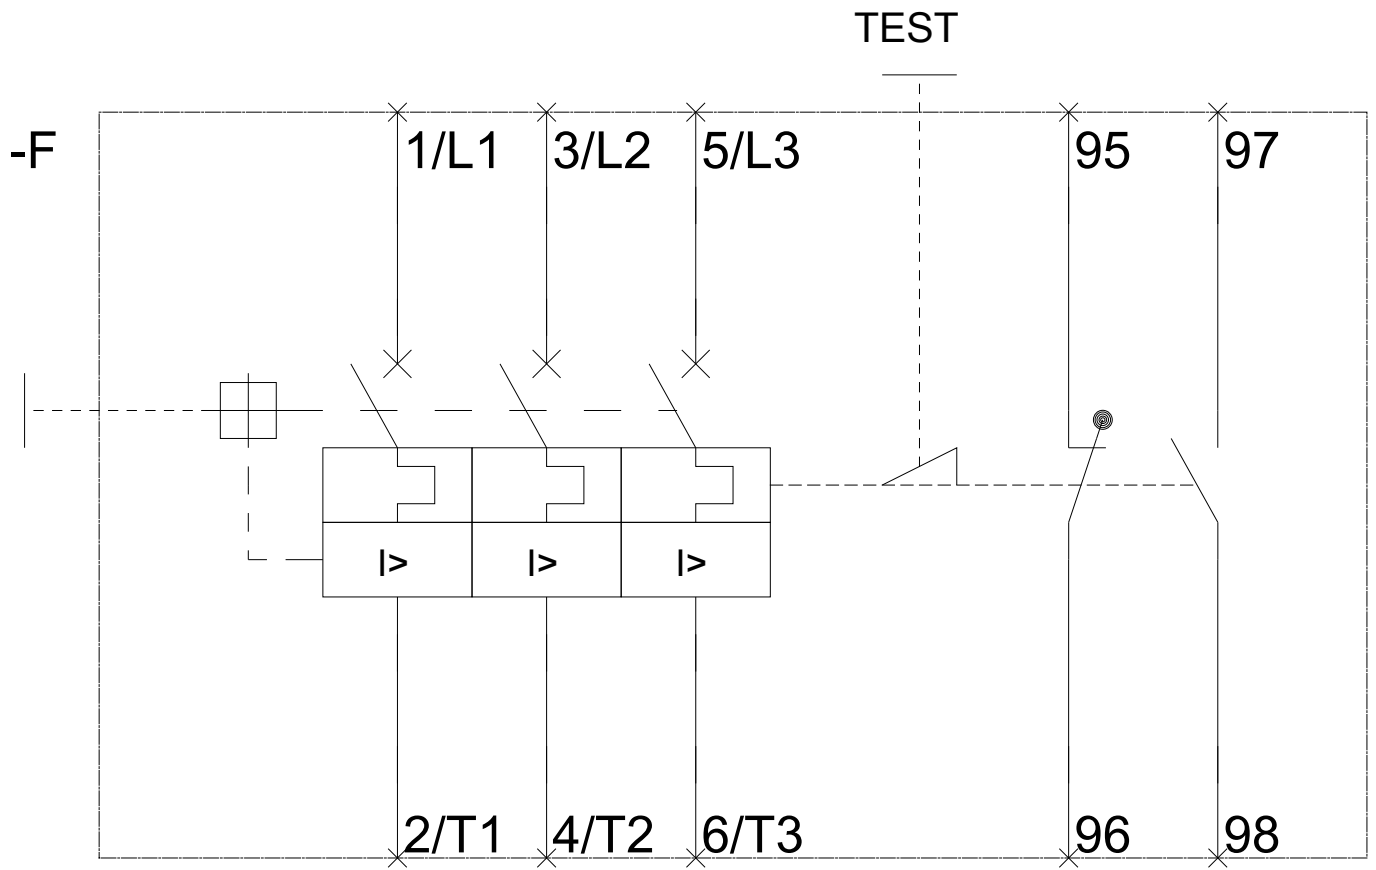 TEST
-F
1/L1 3/L2 5/L3 95 97
I> I> I>
2/T1 4/T2 6/T3 96 98